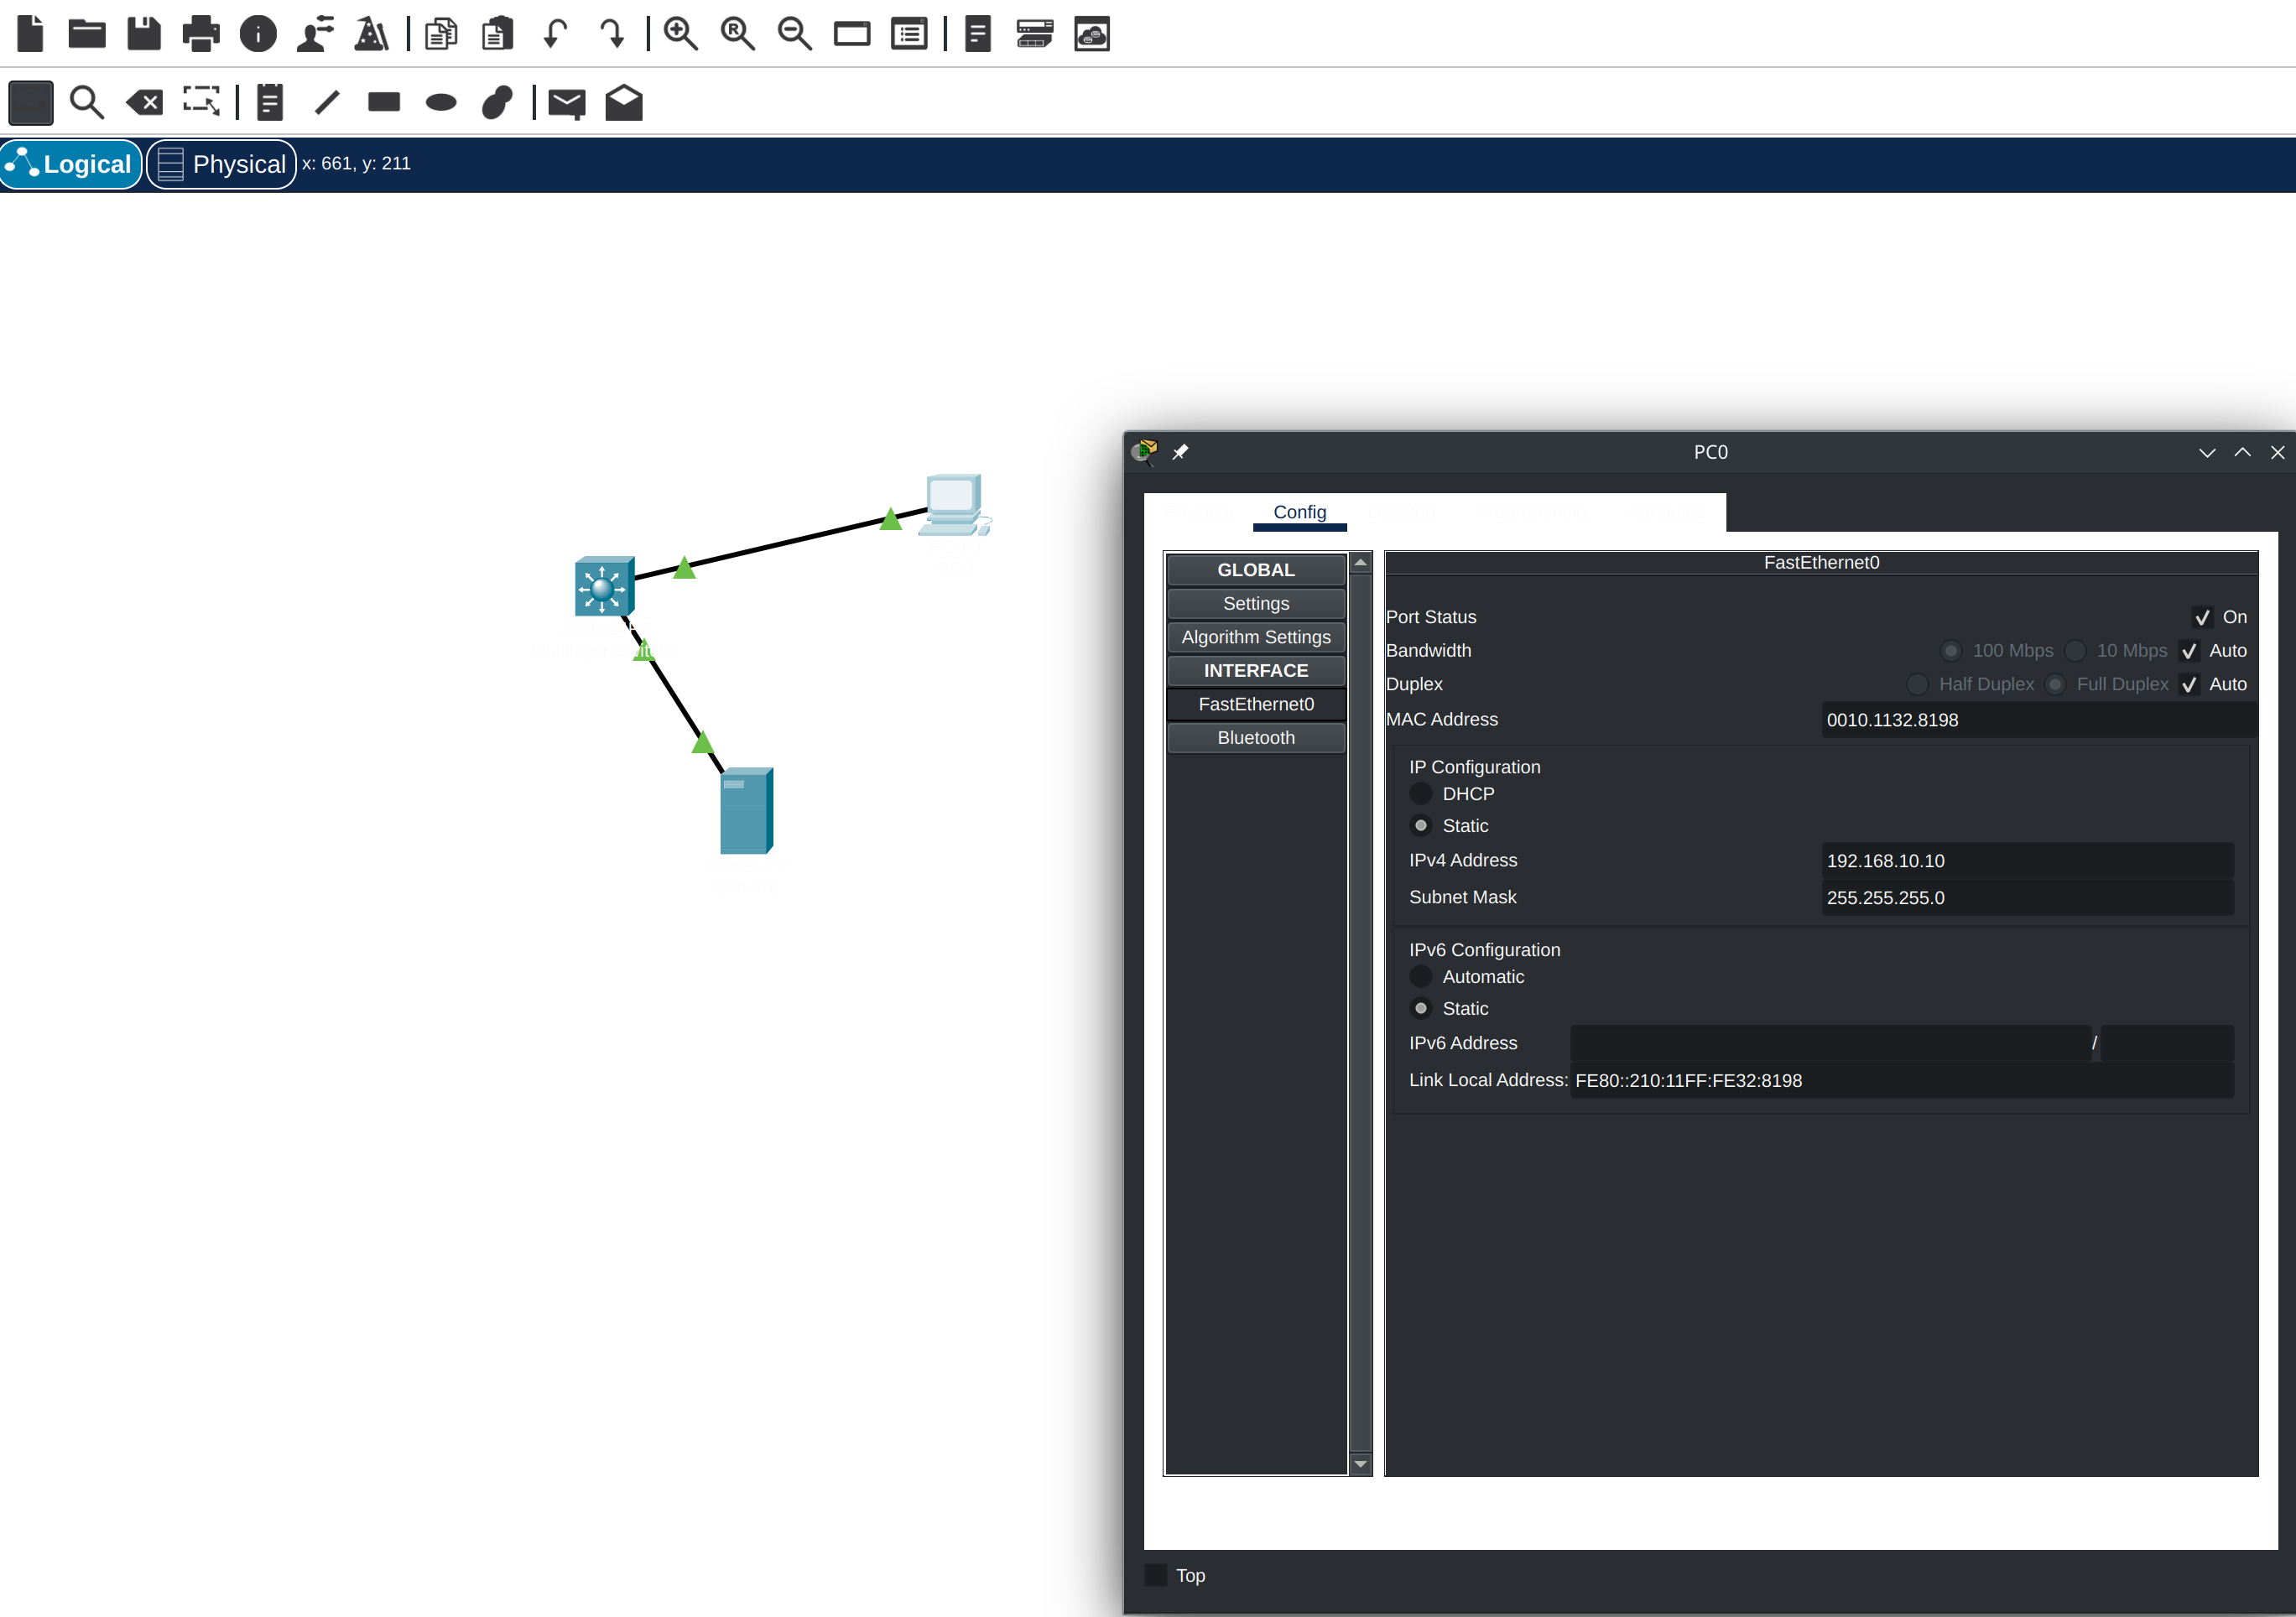 Logical
Physical
x: 661, y: 211
PC0
Config
GLOBAL
Settings
Algorithm Settings
INTERFACE
FastEthernet0
Bluetooth
FastEthernet0
Port Status
On
Bandwidth
100 Mbps
10 Mbps
Auto
Duplex
Half Duplex
Full Duplex
Auto
MAC Address
0010.1132.8198
IP Configuration
DHCP
Static
IPv4 Address
192.168.10.10
Subnet Mask
255.255.255.0
IPv6 Configuration
Automatic
Static
IPv6 Address
/
Link Local Address:
FE80::210:11FF:FE32:8198
Top